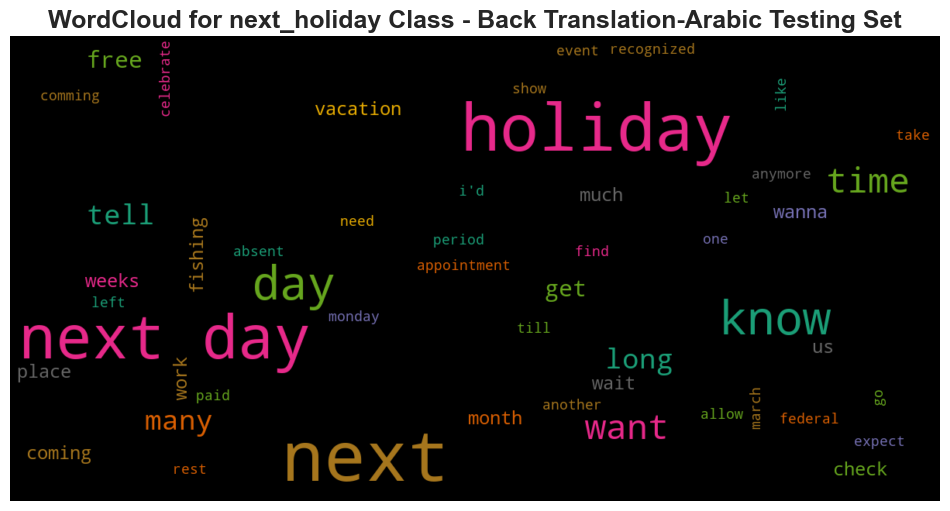 WordCloud for next_holiday Class - Back Translation-Arabic Testing Set
event recognized
free
celebrate
comming
show
like
vacation
holiday
take
anymore
time
i'd
much
let
tell
wanna
need
fishing
period
one
absent
find
appointment
weeks
day
get
left
monday
know
next day
till
us
long
place
wait
work
paid
another
march
go
many
month
want
allow
federal
coming
next
expect
rest
check